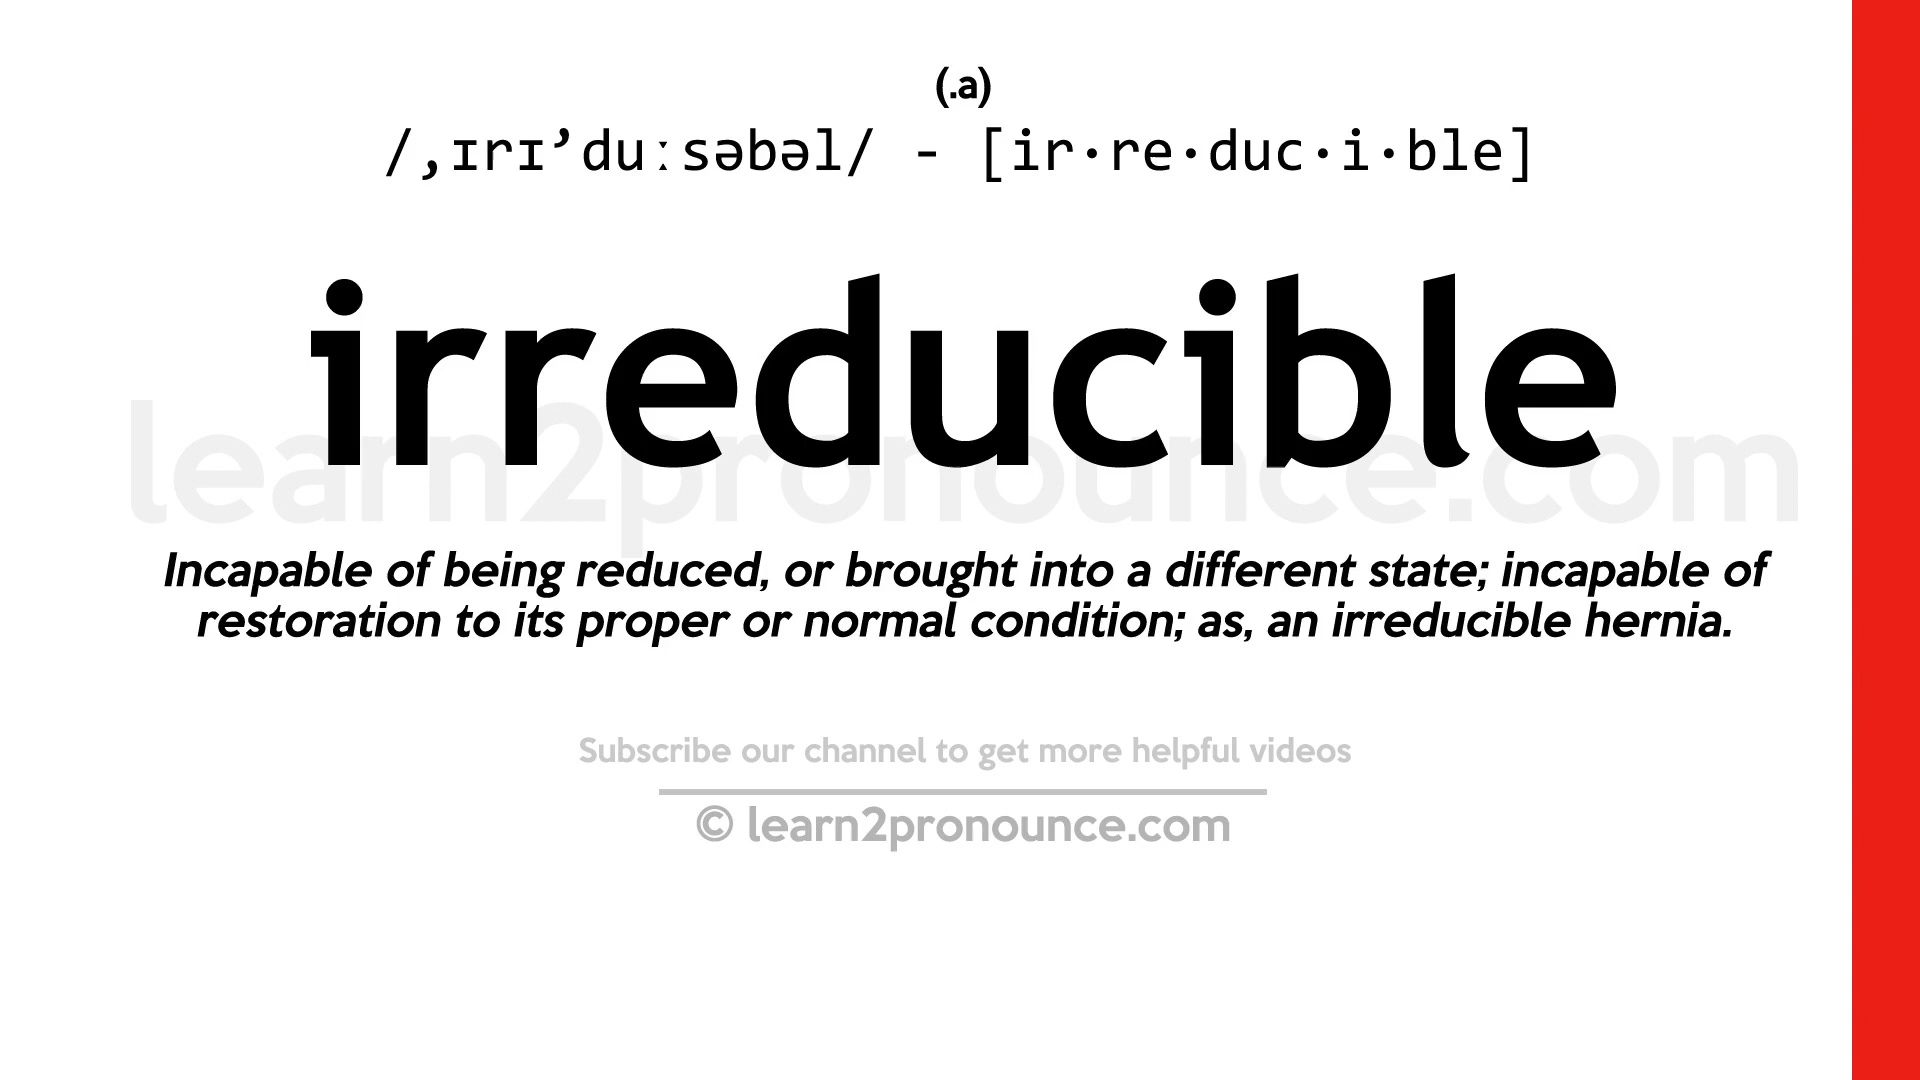 (.a)
/,ɪrɪ’duːsəbəl/ - [ir·re·duc·i·ble]
irreducible
learn2pronounce.com
Incapable of being reduced, or brought into a different state; incapable of
restoration to its proper or normal condition; as, an irreducible hernia.
Subscribe our channel to get more helpful videos
© learn2pronounce.com